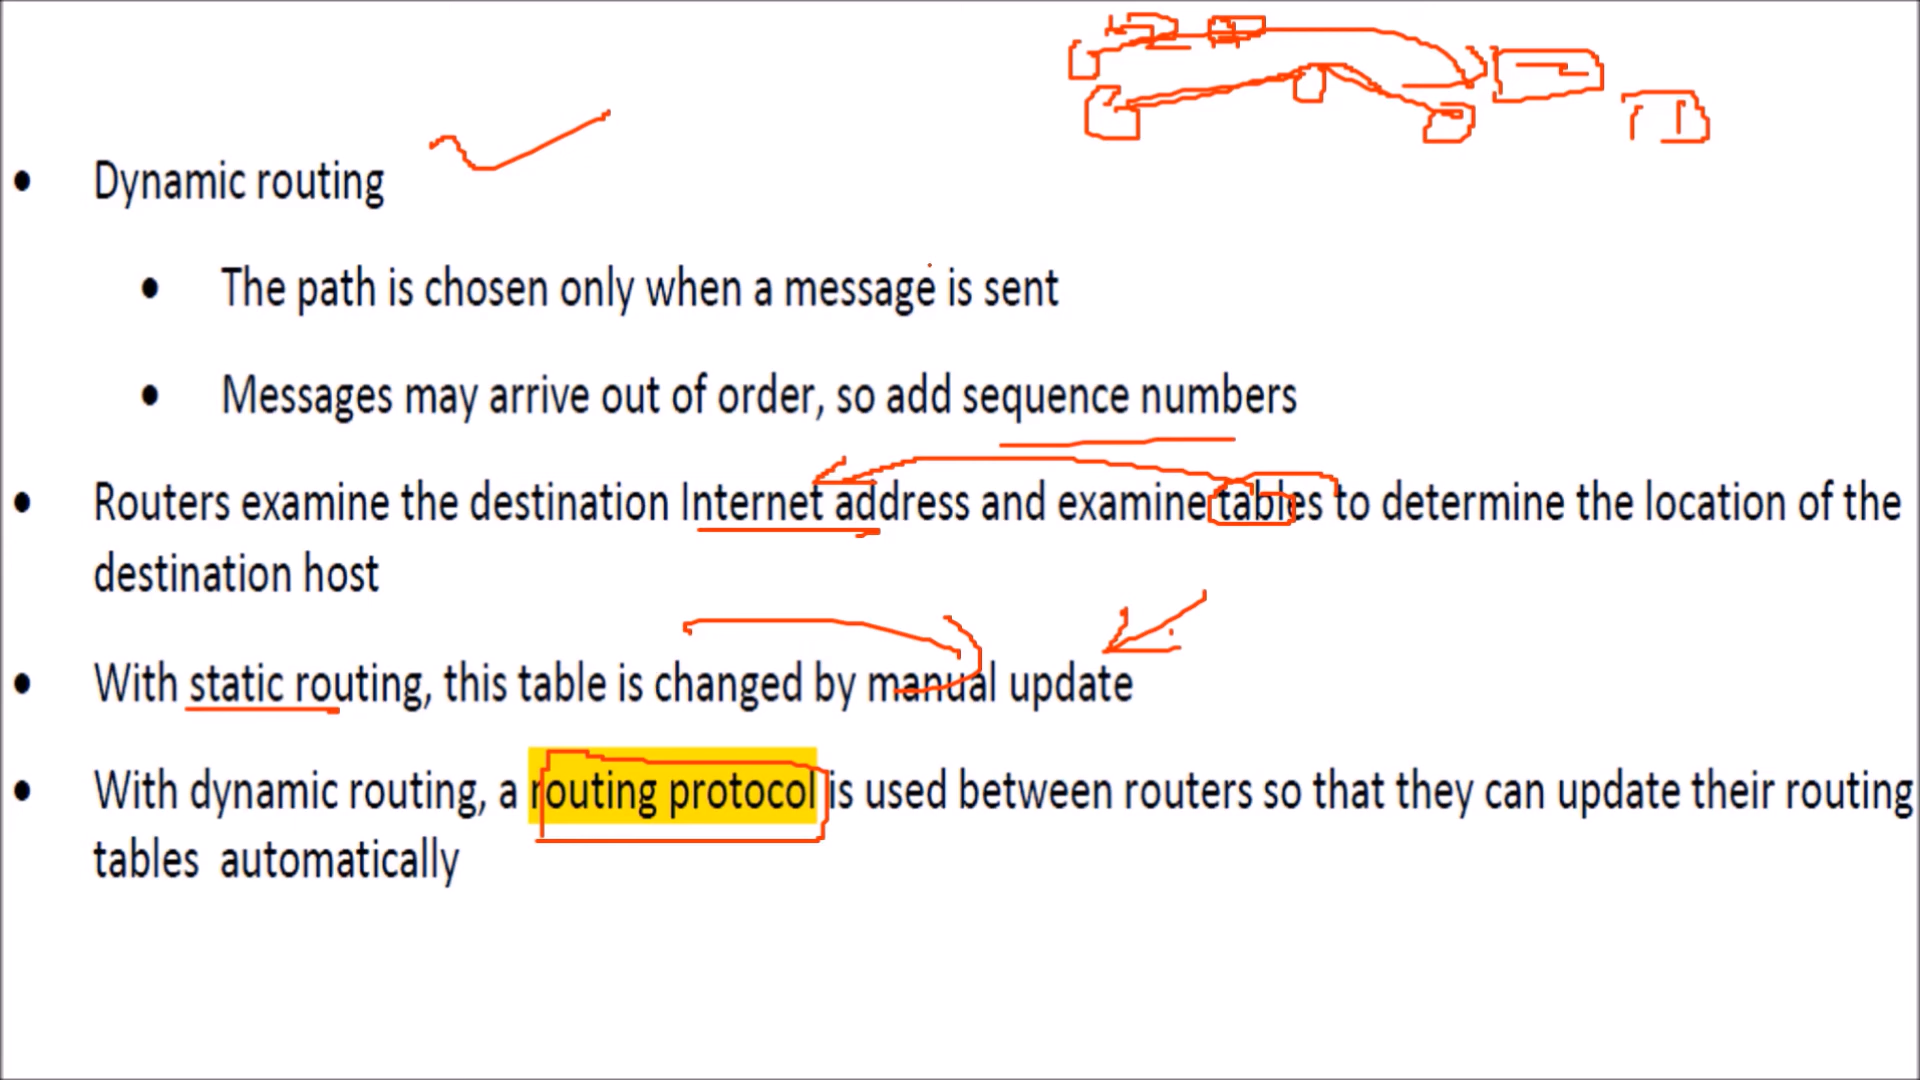 • Dynamic routing
• The path is chosen only when a message is sent
• Messages may arrive out of order, so add sequence numbers
• Routers examine the destination Internet address and examine tables to determine the location of the
destination host
• With static routing, this table is changed by manual update
• With dynamic routing, a routing protocol is used between routers so that they can update their routing
tables automatically